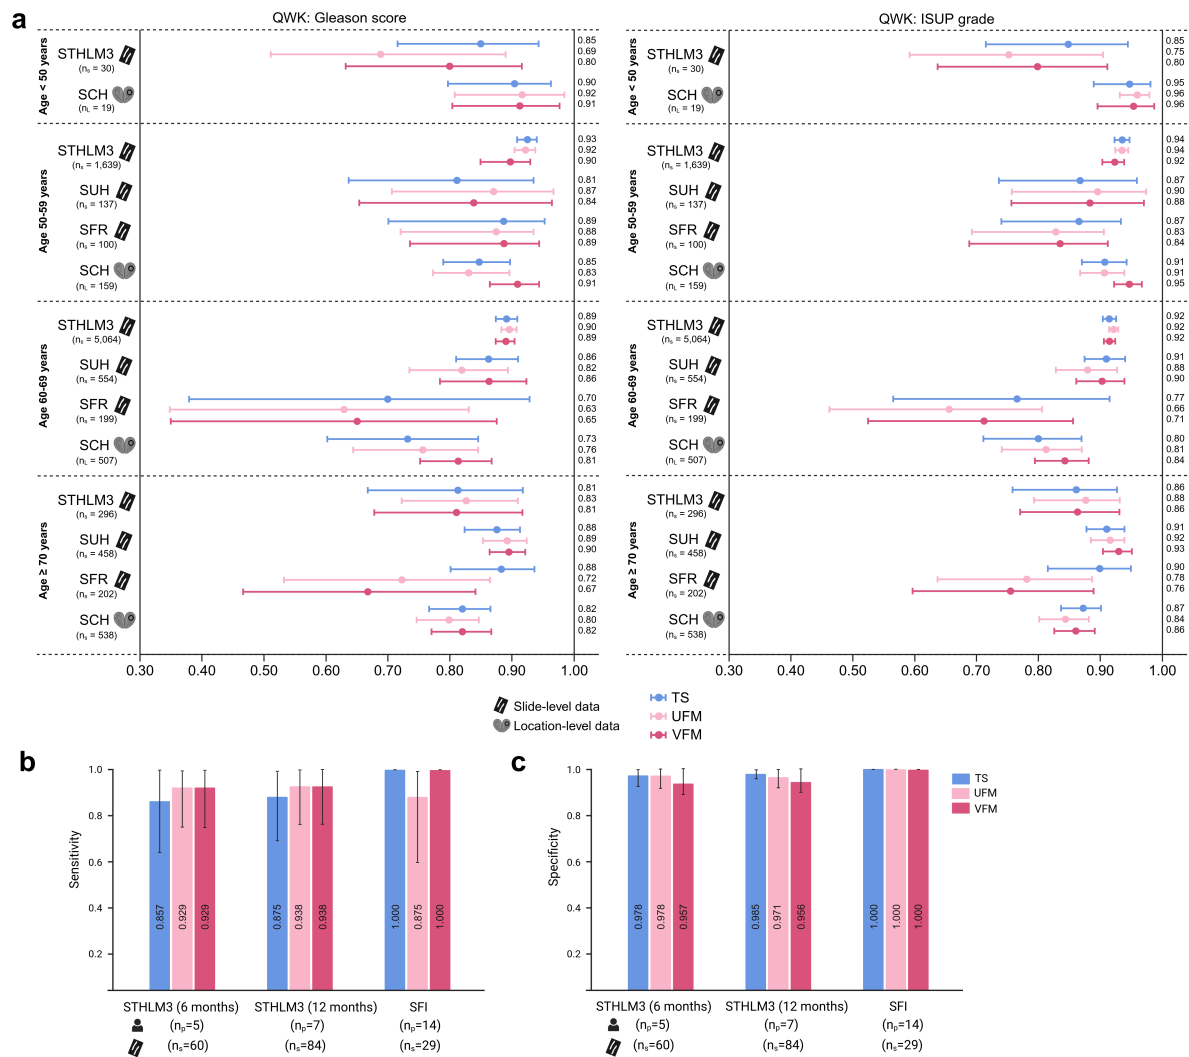 a
QWK: Gleason score
Age < 50 years
STHLM3
(nₛ = 30)
0.85
0.69
0.80
SCH
(n_L = 19)
0.90
0.92
0.91
Age 50-59 years
STHLM3
(nₛ = 1,639)
0.93
0.92
0.90
SUH
(nₛ = 137)
0.81
0.87
0.84
SFR
(nₛ = 100)
0.89
0.88
0.89
SCH
(n_L = 159)
0.85
0.83
0.91
Age 60-69 years
STHLM3
(nₛ = 5,064)
0.89
0.90
0.89
SUH
(nₛ = 554)
0.86
0.82
0.86
SFR
(nₛ = 199)
0.70
0.63
0.65
SCH
(n_L = 507)
0.73
0.76
0.81
Age ≥ 70 years
STHLM3
(nₛ = 296)
0.81
0.83
0.81
SUH
(nₛ = 458)
0.88
0.89
0.90
SFR
(nₛ = 202)
0.88
0.72
0.67
SCH
(nₛ = 538)
0.82
0.80
0.82
0.30 0.40 0.50 0.60 0.70 0.80 0.90 1.00
QWK: ISUP grade
Age < 50 years
STHLM3
(nₛ = 30)
0.85
0.75
0.80
SCH
(n_L = 19)
0.95
0.96
0.96
Age 50-59 years
STHLM3
(nₛ = 1,639)
0.94
0.94
0.92
SUH
(nₛ = 137)
0.87
0.90
0.88
SFR
(nₛ = 100)
0.87
0.83
0.84
SCH
(n_L = 159)
0.91
0.91
0.95
Age 60-69 years
STHLM3
(nₛ = 5,064)
0.92
0.92
0.92
SUH
(nₛ = 554)
0.91
0.88
0.90
SFR
(nₛ = 199)
0.77
0.66
0.71
SCH
(n_L = 507)
0.80
0.81
0.84
Age ≥ 70 years
STHLM3
(nₛ = 296)
0.86
0.88
0.86
SUH
(nₛ = 458)
0.91
0.92
0.93
SFR
(nₛ = 202)
0.90
0.78
0.76
SCH
(nₛ = 538)
0.87
0.84
0.86
0.30 0.40 0.50 0.60 0.70 0.80 0.90 1.00
Slide-level data
Location-level data
TS
UFM
VFM
b
Sensitivity
1.0
0.8
0.6
0.4
0.2
0.857
0.929
0.929
0.875
0.938
0.938
1.000
0.875
1.000
STHLM3 (6 months) STHLM3 (12 months) SFI
(nₚ=5) (nₚ=7) (nₚ=14)
(nₛ=60) (nₛ=84) (nₛ=29)
c
Specificity
1.0
0.8
0.6
0.4
0.2
0.978
0.978
0.957
0.985
0.971
0.956
1.000
1.000
1.000
STHLM3 (6 months) STHLM3 (12 months) SFI
(nₚ=5) (nₚ=7) (nₚ=14)
(nₛ=60) (nₛ=84) (nₛ=29)
TS
UFM
VFM